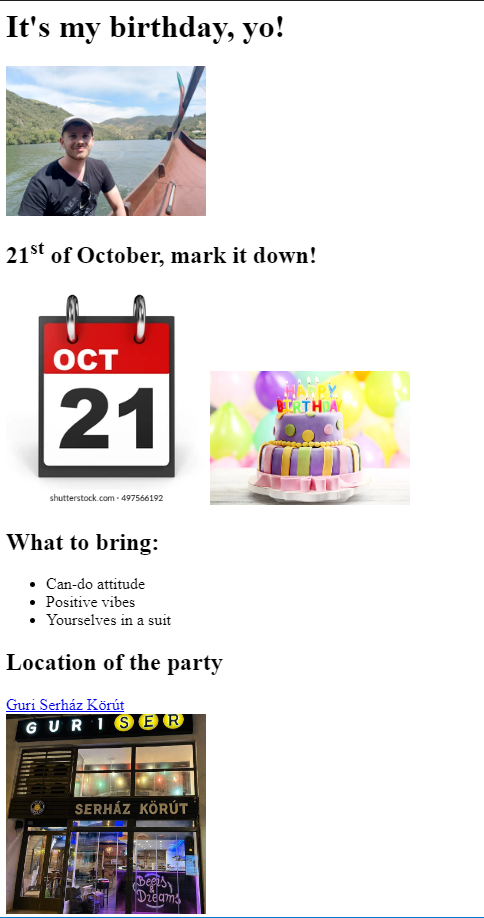 It's my birthday, yo!
21st of October, mark it down!
OCT
21
shutterstock.com · 497566192
HAPPY
BIRTHDAY
What to bring:
Can-do attitude
Positive vibes
Yourselves in a suit
Location of the party
Guri Serház Körút
GURISER
SERHÁZ KÖRÚT
Beers
& Dreams